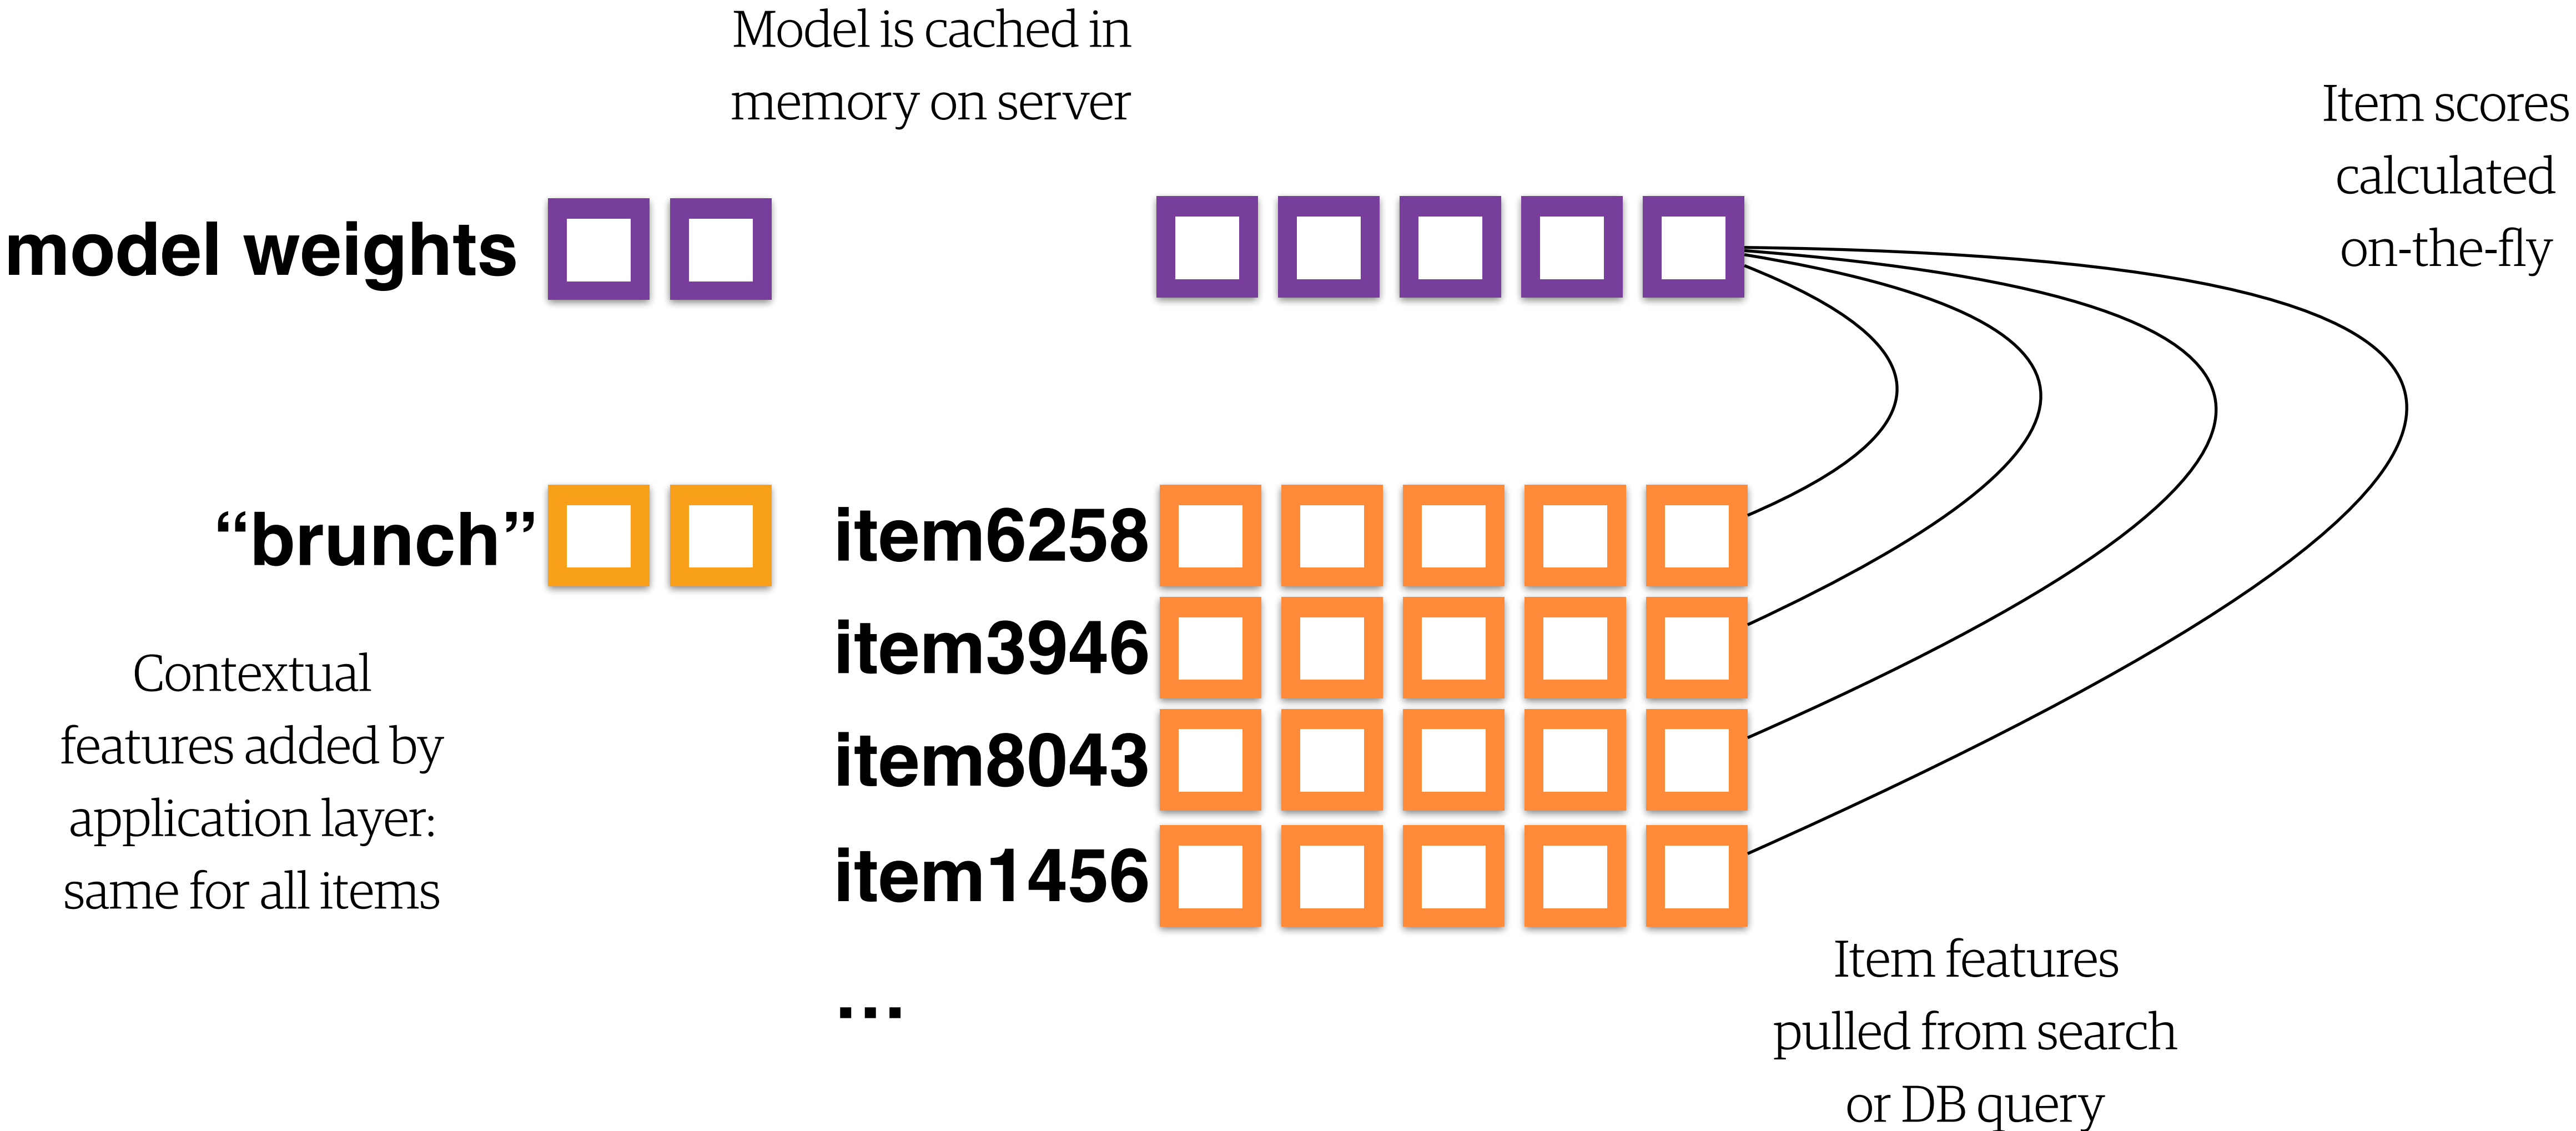 Model is cached in
memory on server
Item scores
calculated
on-the-fly
model weights
“brunch”
item6258
item3946
item8043
item1456
...
Contextual
features added by
application layer:
same for all items
Item features
pulled from search
or DB query